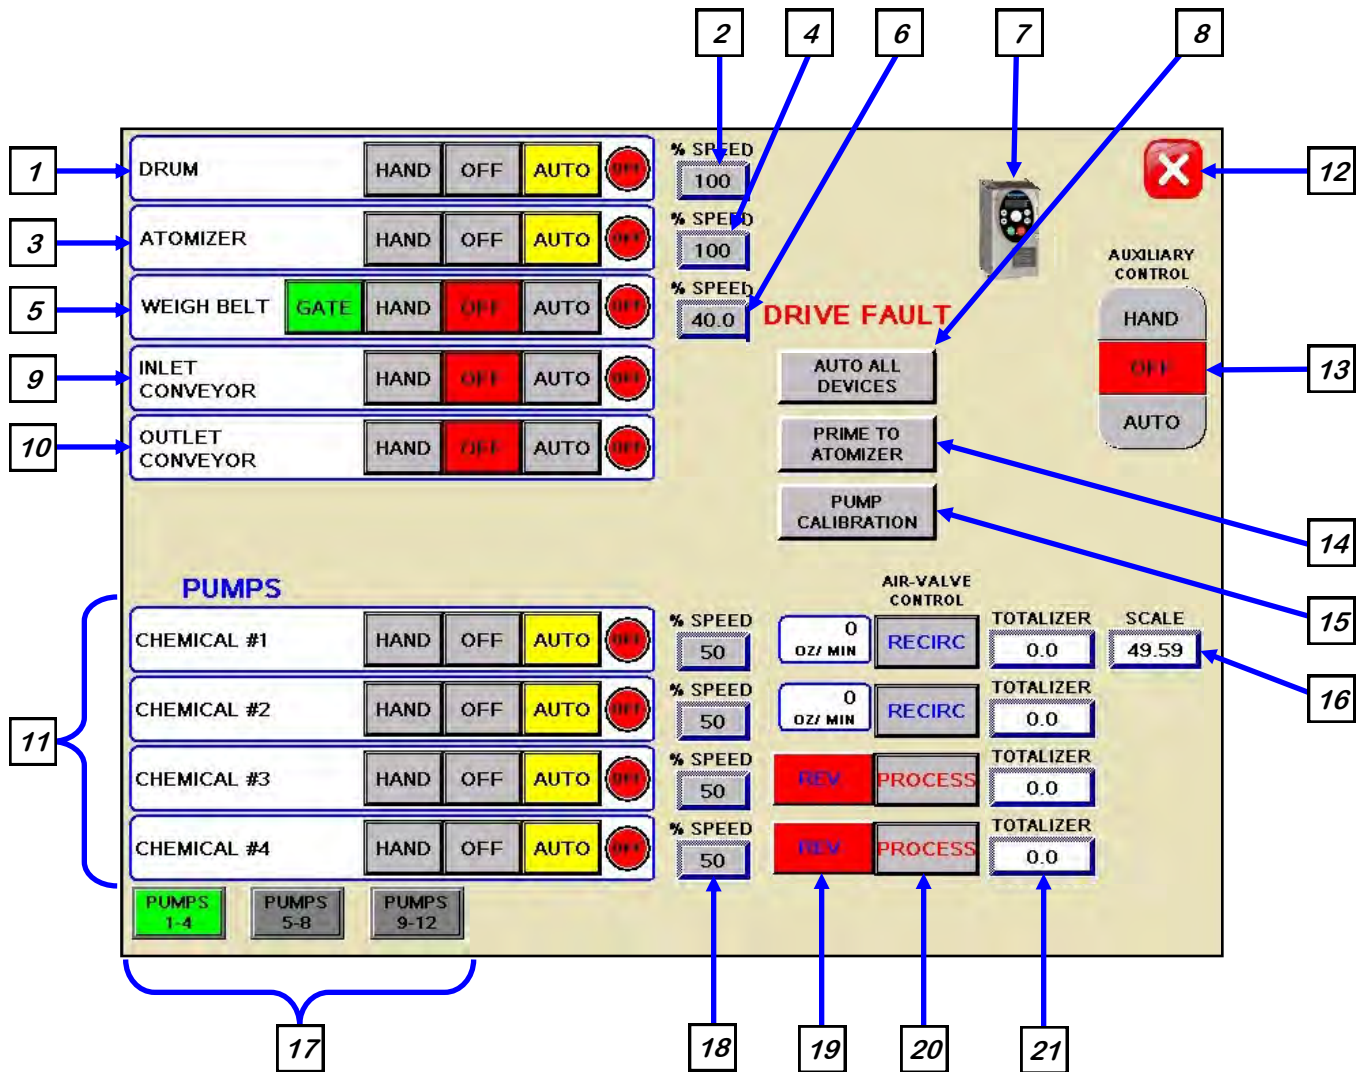 2 4 6 7 8
% SPEED
1 DRUM HAND OFF AUTO OFF 100 12
% SPEED
3 ATOMIZER HAND OFF AUTO OFF 100
AUXILIARY
CONTROL
% SPEED
5 WEIGH BELT GATE HAND OFF AUTO OFF 40.0 DRIVE FAULT HAND
9 INLET
CONVEYOR HAND OFF AUTO OFF
AUTO ALL
DEVICES
OFF 13
10 OUTLET
CONVEYOR HAND OFF AUTO OFF
PRIME TO
ATOMIZER
AUTO
PUMP
CALIBRATION
14
PUMPS
AIR-VALVE
CONTROL
% SPEED TOTALIZER SCALE 15
CHEMICAL #1 HAND OFF AUTO OFF 50 0
OZ/ MIN RECIRC 0.0 49.59
% SPEED TOTALIZER 16
11 CHEMICAL #2 HAND OFF AUTO OFF 50 0
OZ/ MIN RECIRC 0.0
% SPEED TOTALIZER
CHEMICAL #3 HAND OFF AUTO OFF 50 REV PROCESS 0.0
% SPEED TOTALIZER
CHEMICAL #4 HAND OFF AUTO OFF 50 REV PROCESS 0.0
PUMPS
1-4
PUMPS
5-8
PUMPS
9-12
17 18 19 20 21